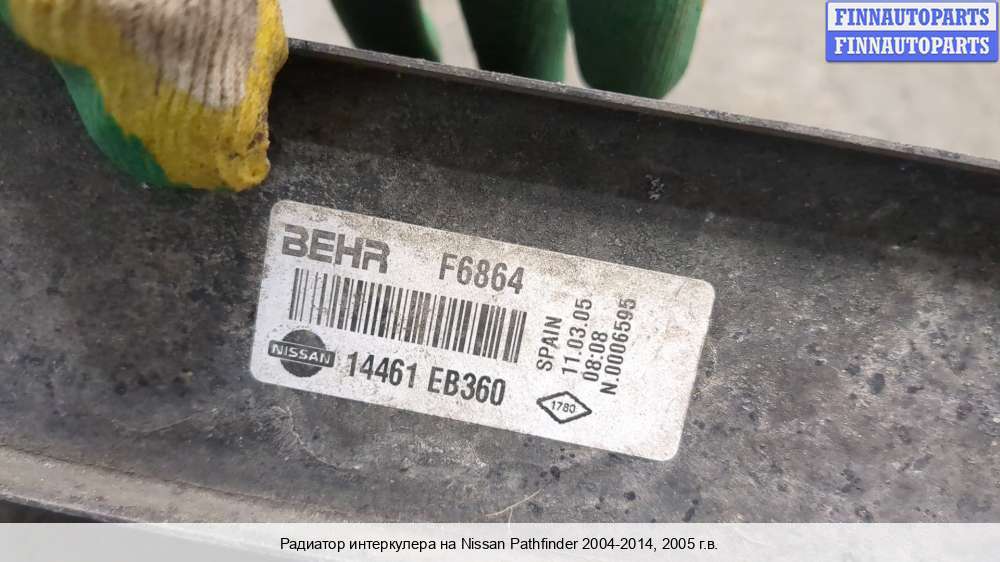 FINNAUTOPARTS
FINNAUTOPARTS
BEHR F6864
NISSAN 14461 EB360
SPAIN
11.03.05
08:08
N.0006595
1780
Радиатор интеркулера на Nissan Pathfinder 2004-2014, 2005 г.в.